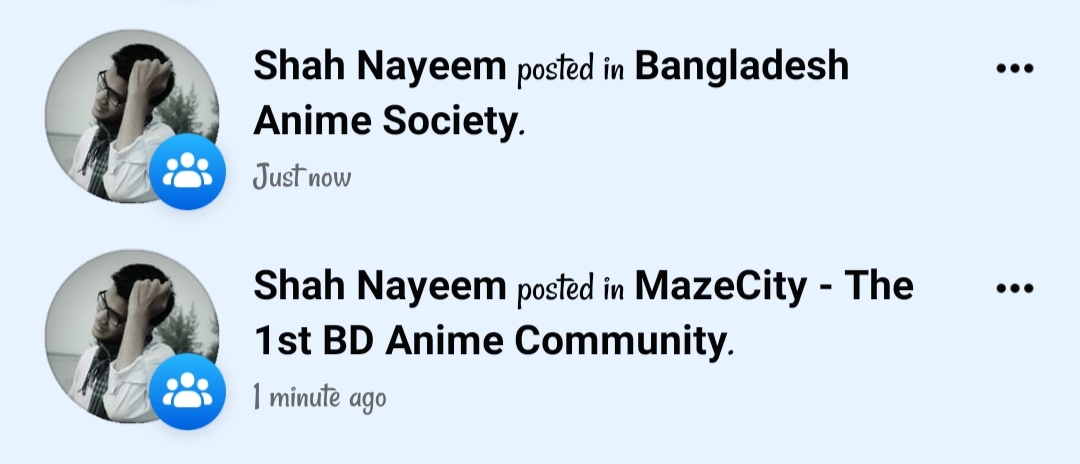 Shah Nayeem posted in Bangladesh
Anime Society.
Just now
Shah Nayeem posted in MazeCity - The
1st BD Anime Community.
1 minute ago